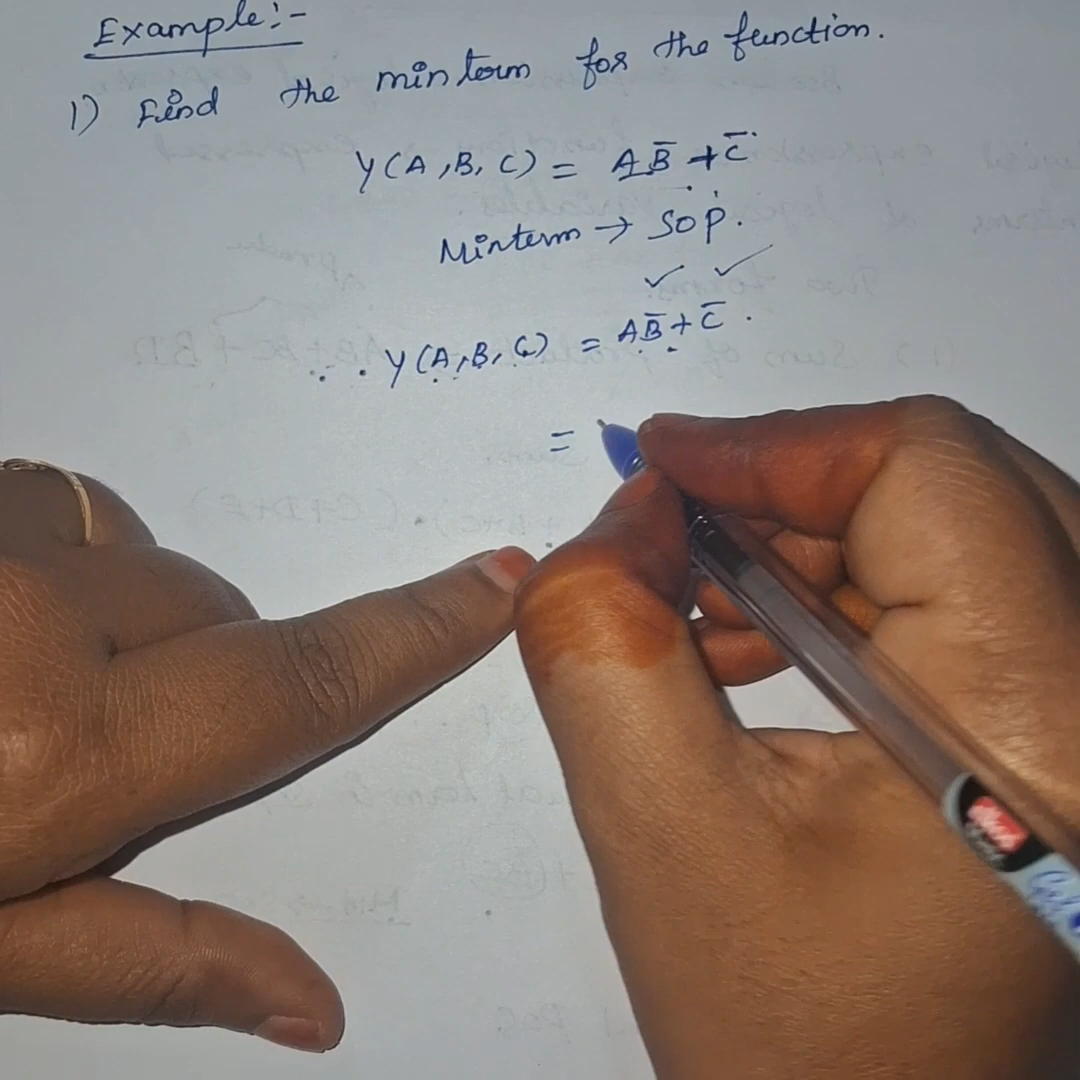 Example:-
1) Find the minterm for the function.
Y(A,B,C) = AB̅ + C̅
Minterm → SOP.
✓ ✓
∴ Y(A,B,C) = AB̅ + C̅.
=